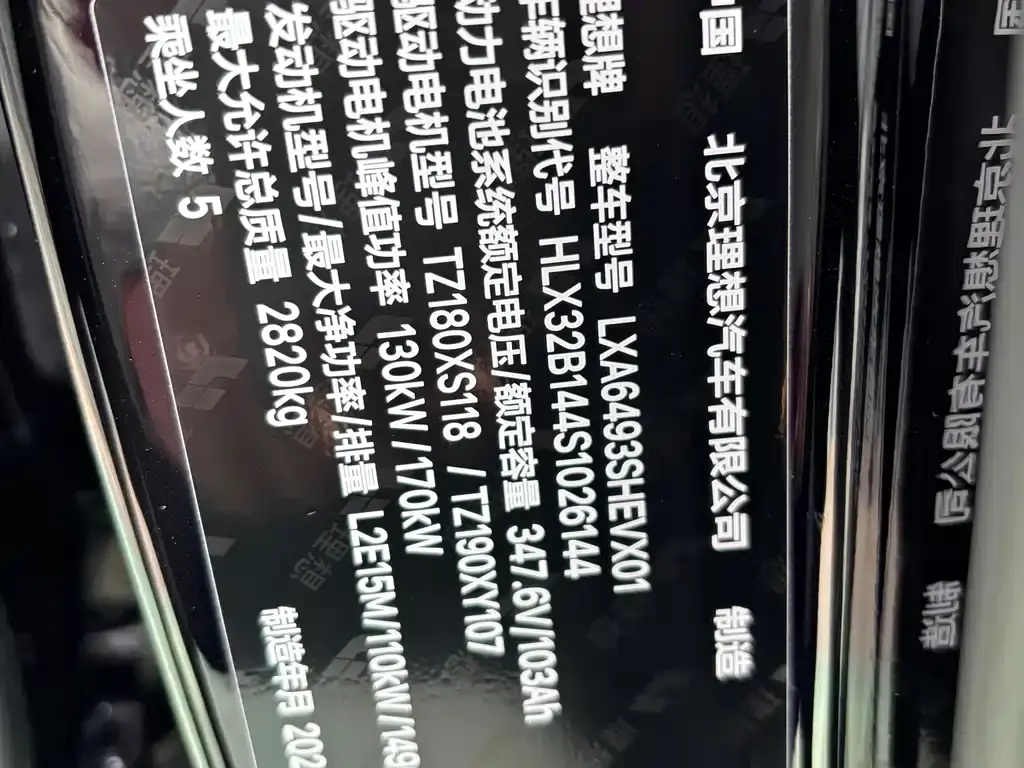 中国 北京理想汽车有限公司 制造
理想牌 整车型号 LXA6493SHEVX01
车辆识别代号 HLX32B144S1026144
动力电池系统额定电压/额定容量 347.6V/103Ah
驱动电机型号 TZ180XS118 /TZ190XY107
驱动电机峰值功率 130kW/170kW
发动机型号/最大净功率/排量 L2E15M/110kW/149
最大允许总质量 2820kg 制造年月 202
乘坐人数 5